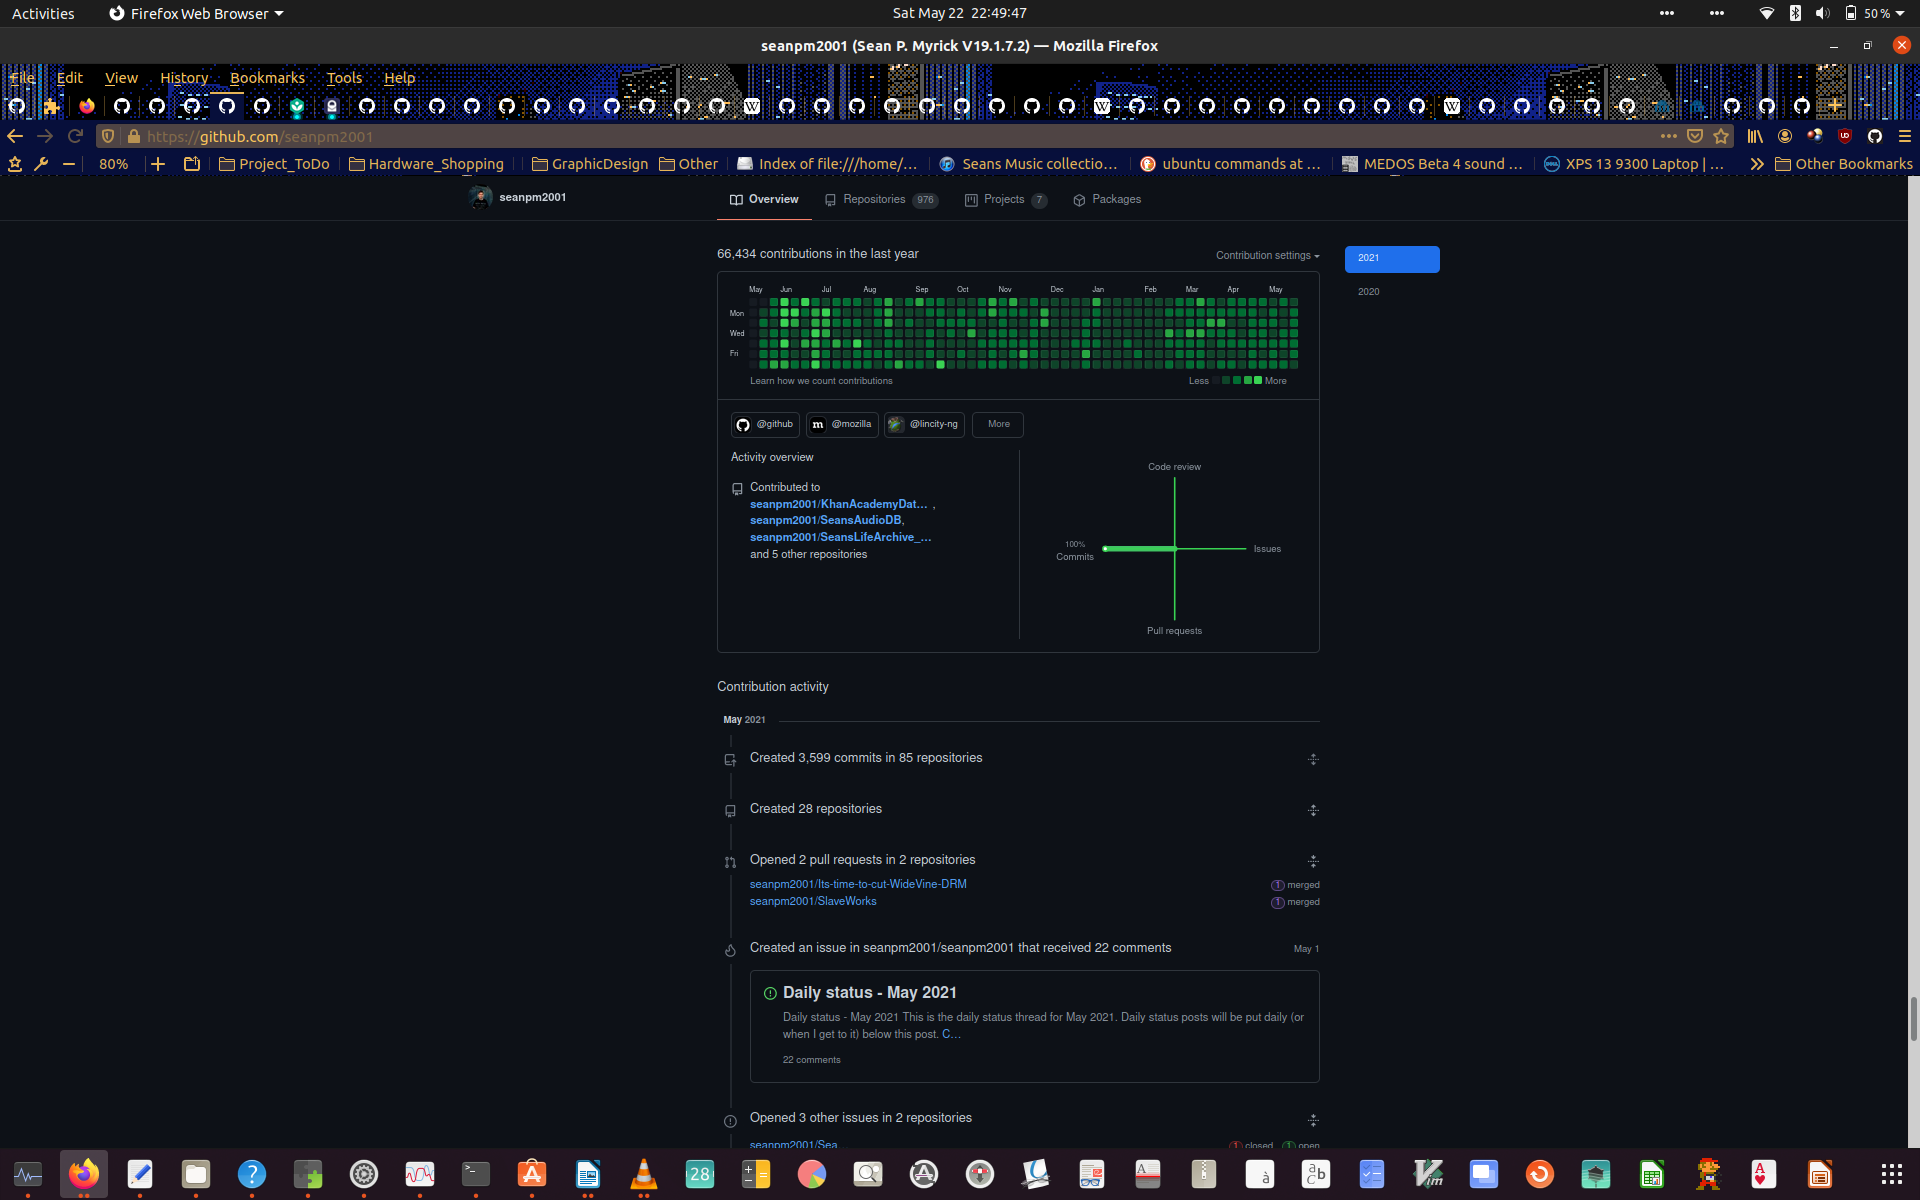 Activities
Firefox Web Browser
Sat May 22 22:49:47
50 %
seanpm2001 (Sean P. Myrick V19.1.7.2) — Mozilla Firefox
File Edit View History Bookmarks Tools Help
https://github.com/seanpm2001
80%
Project_ToDo
Hardware_Shopping
GraphicDesign
Other
Index of file:///home/…
Seans Music collectio…
ubuntu commands at …
MEDOS Beta 4 sound …
XPS 13 9300 Laptop | …
Other Bookmarks
seanpm2001
Overview
Repositories 976
Projects 7
Packages
66,434 contributions in the last year
Contribution settings
2021
2020
May Jun Jul Aug Sep Oct Nov Dec Jan Feb Mar Apr May
Mon
Wed
Fri
Learn how we count contributions
Less More
@github
@mozilla
@lincity-ng
More
Activity overview
Contributed to
seanpm2001/KhanAcademyDat… ,
seanpm2001/SeansAudioDB,
seanpm2001/SeansLifeArchive_…
and 5 other repositories
Code review
100%
Commits
Issues
Pull requests
Contribution activity
May 2021
Created 3,599 commits in 85 repositories
Created 28 repositories
Opened 2 pull requests in 2 repositories
seanpm2001/Its-time-to-cut-WideVine-DRM
1 merged
seanpm2001/SlaveWorks
1 merged
Created an issue in seanpm2001/seanpm2001 that received 22 comments
May 1
Daily status - May 2021
Daily status - May 2021 This is the daily status thread for May 2021. Daily status posts will be put daily (or
when I get to it) below this post. C…
22 comments
Opened 3 other issues in 2 repositories
seanpm2001/Sea
1 closed 1 open
28